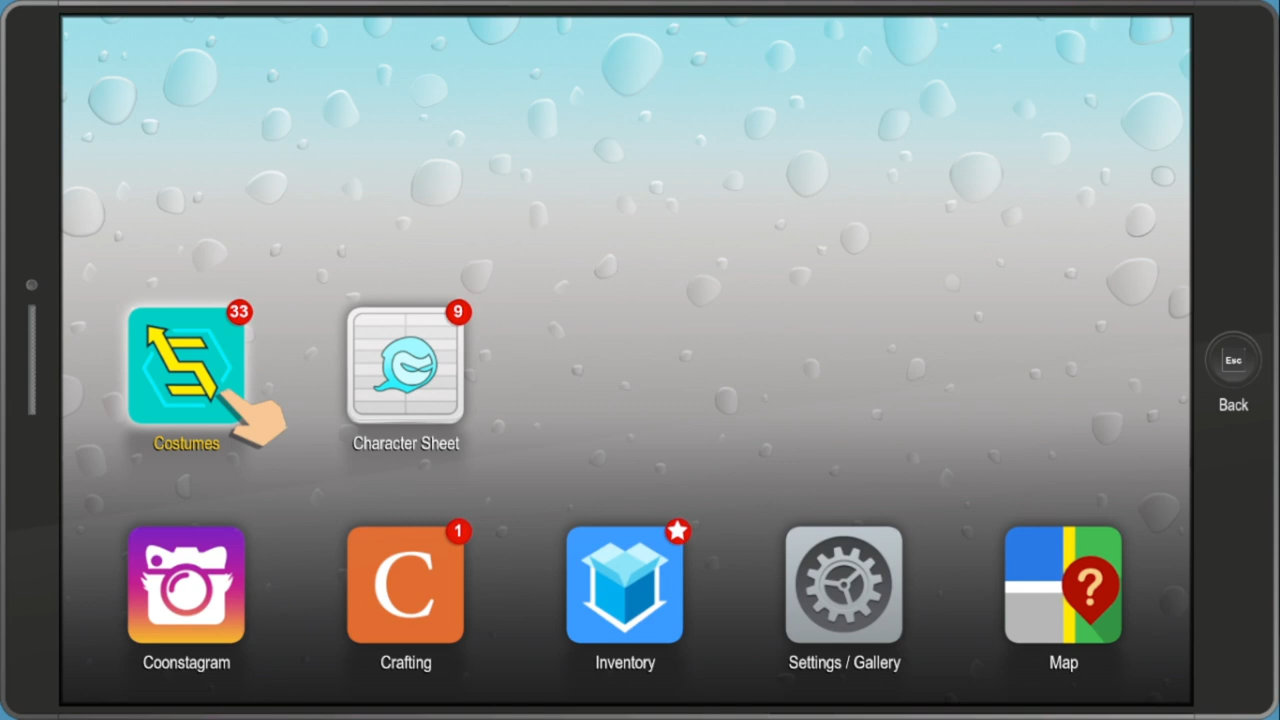 33
9
Costumes
Character Sheet
Esc
Back
1
C
?
Coonstagram
Crafting
Inventory
Settings / Gallery
Map